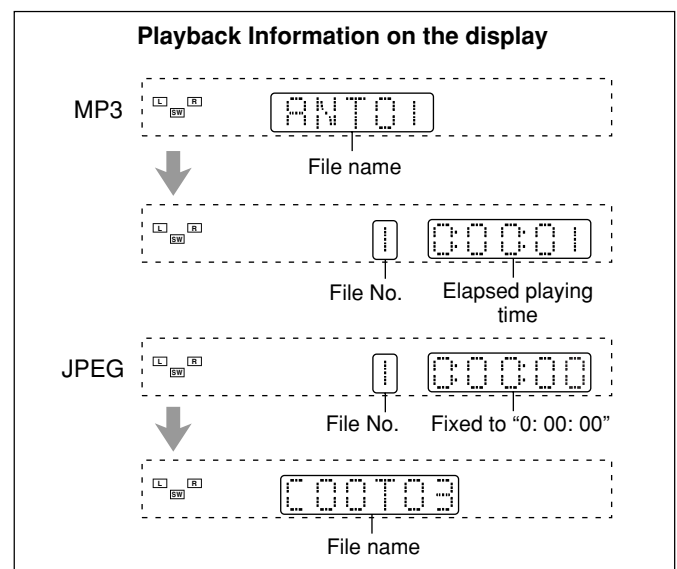 Playback Information on the display
MP3
L R
SW
ANT01
File name
L R
SW
1 0:00:01
File No. Elapsed playing
time
JPEG
L R
SW
1 0:00:00
File No. Fixed to “0: 00: 00”
L R
SW
COOT03
File name